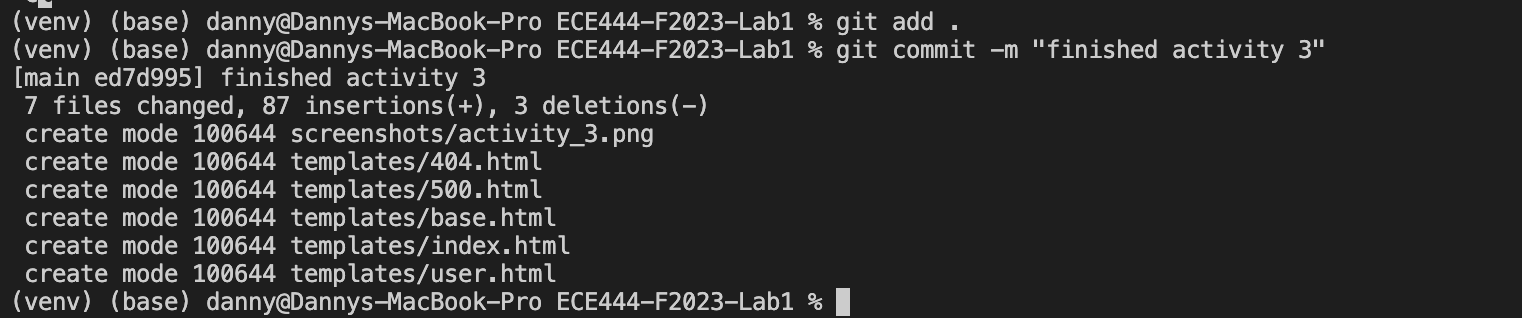 (venv) (base) danny@Dannys-MacBook-Pro ECE444-F2023-Lab1 % git add .
(venv) (base) danny@Dannys-MacBook-Pro ECE444-F2023-Lab1 % git commit -m "finished activity 3"
[main ed7d995] finished activity 3
 7 files changed, 87 insertions(+), 3 deletions(-)
 create mode 100644 screenshots/activity_3.png
 create mode 100644 templates/404.html
 create mode 100644 templates/500.html
 create mode 100644 templates/base.html
 create mode 100644 templates/index.html
 create mode 100644 templates/user.html
(venv) (base) danny@Dannys-MacBook-Pro ECE444-F2023-Lab1 %